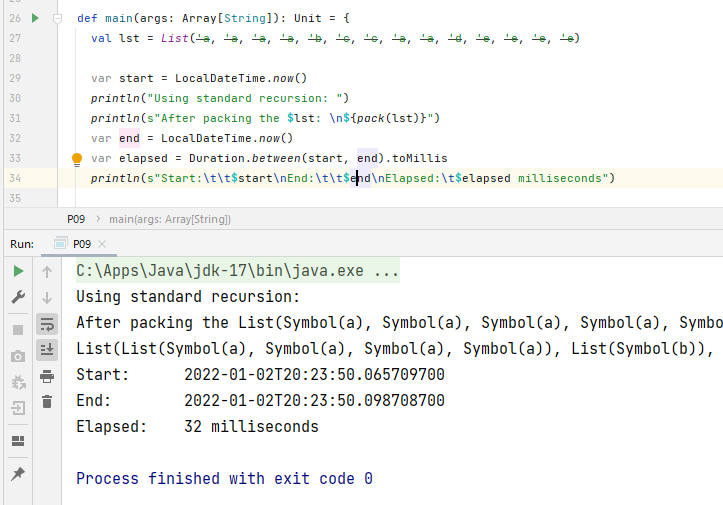 26 def main(args: Array[String]): Unit = {
27 val lst = List('a, 'a, 'a, 'a, 'b, 'c, 'c, 'a, 'a, 'd, 'e, 'e, 'e, 'e)
28
29 var start = LocalDateTime.now()
30 println("Using standard recursion: ")
31 println(s"After packing the $lst: \n${pack(lst)}")
32 var end = LocalDateTime.now()
33 var elapsed = Duration.between(start, end).toMillis
34 println(s"Start:\t\t$start\nEnd:\t\t$end\nElapsed:\t$elapsed milliseconds")
35
P09 > main(args: Array[String])
Run: P09
C:\Apps\Java\jdk-17\bin\java.exe ...
Using standard recursion:
After packing the List(Symbol(a), Symbol(a), Symbol(a), Symbol(a), Symbo
List(List(Symbol(a), Symbol(a), Symbol(a), Symbol(a)), List(Symbol(b)),
Start: 2022-01-02T20:23:50.065709700
End: 2022-01-02T20:23:50.098708700
Elapsed: 32 milliseconds
Process finished with exit code 0